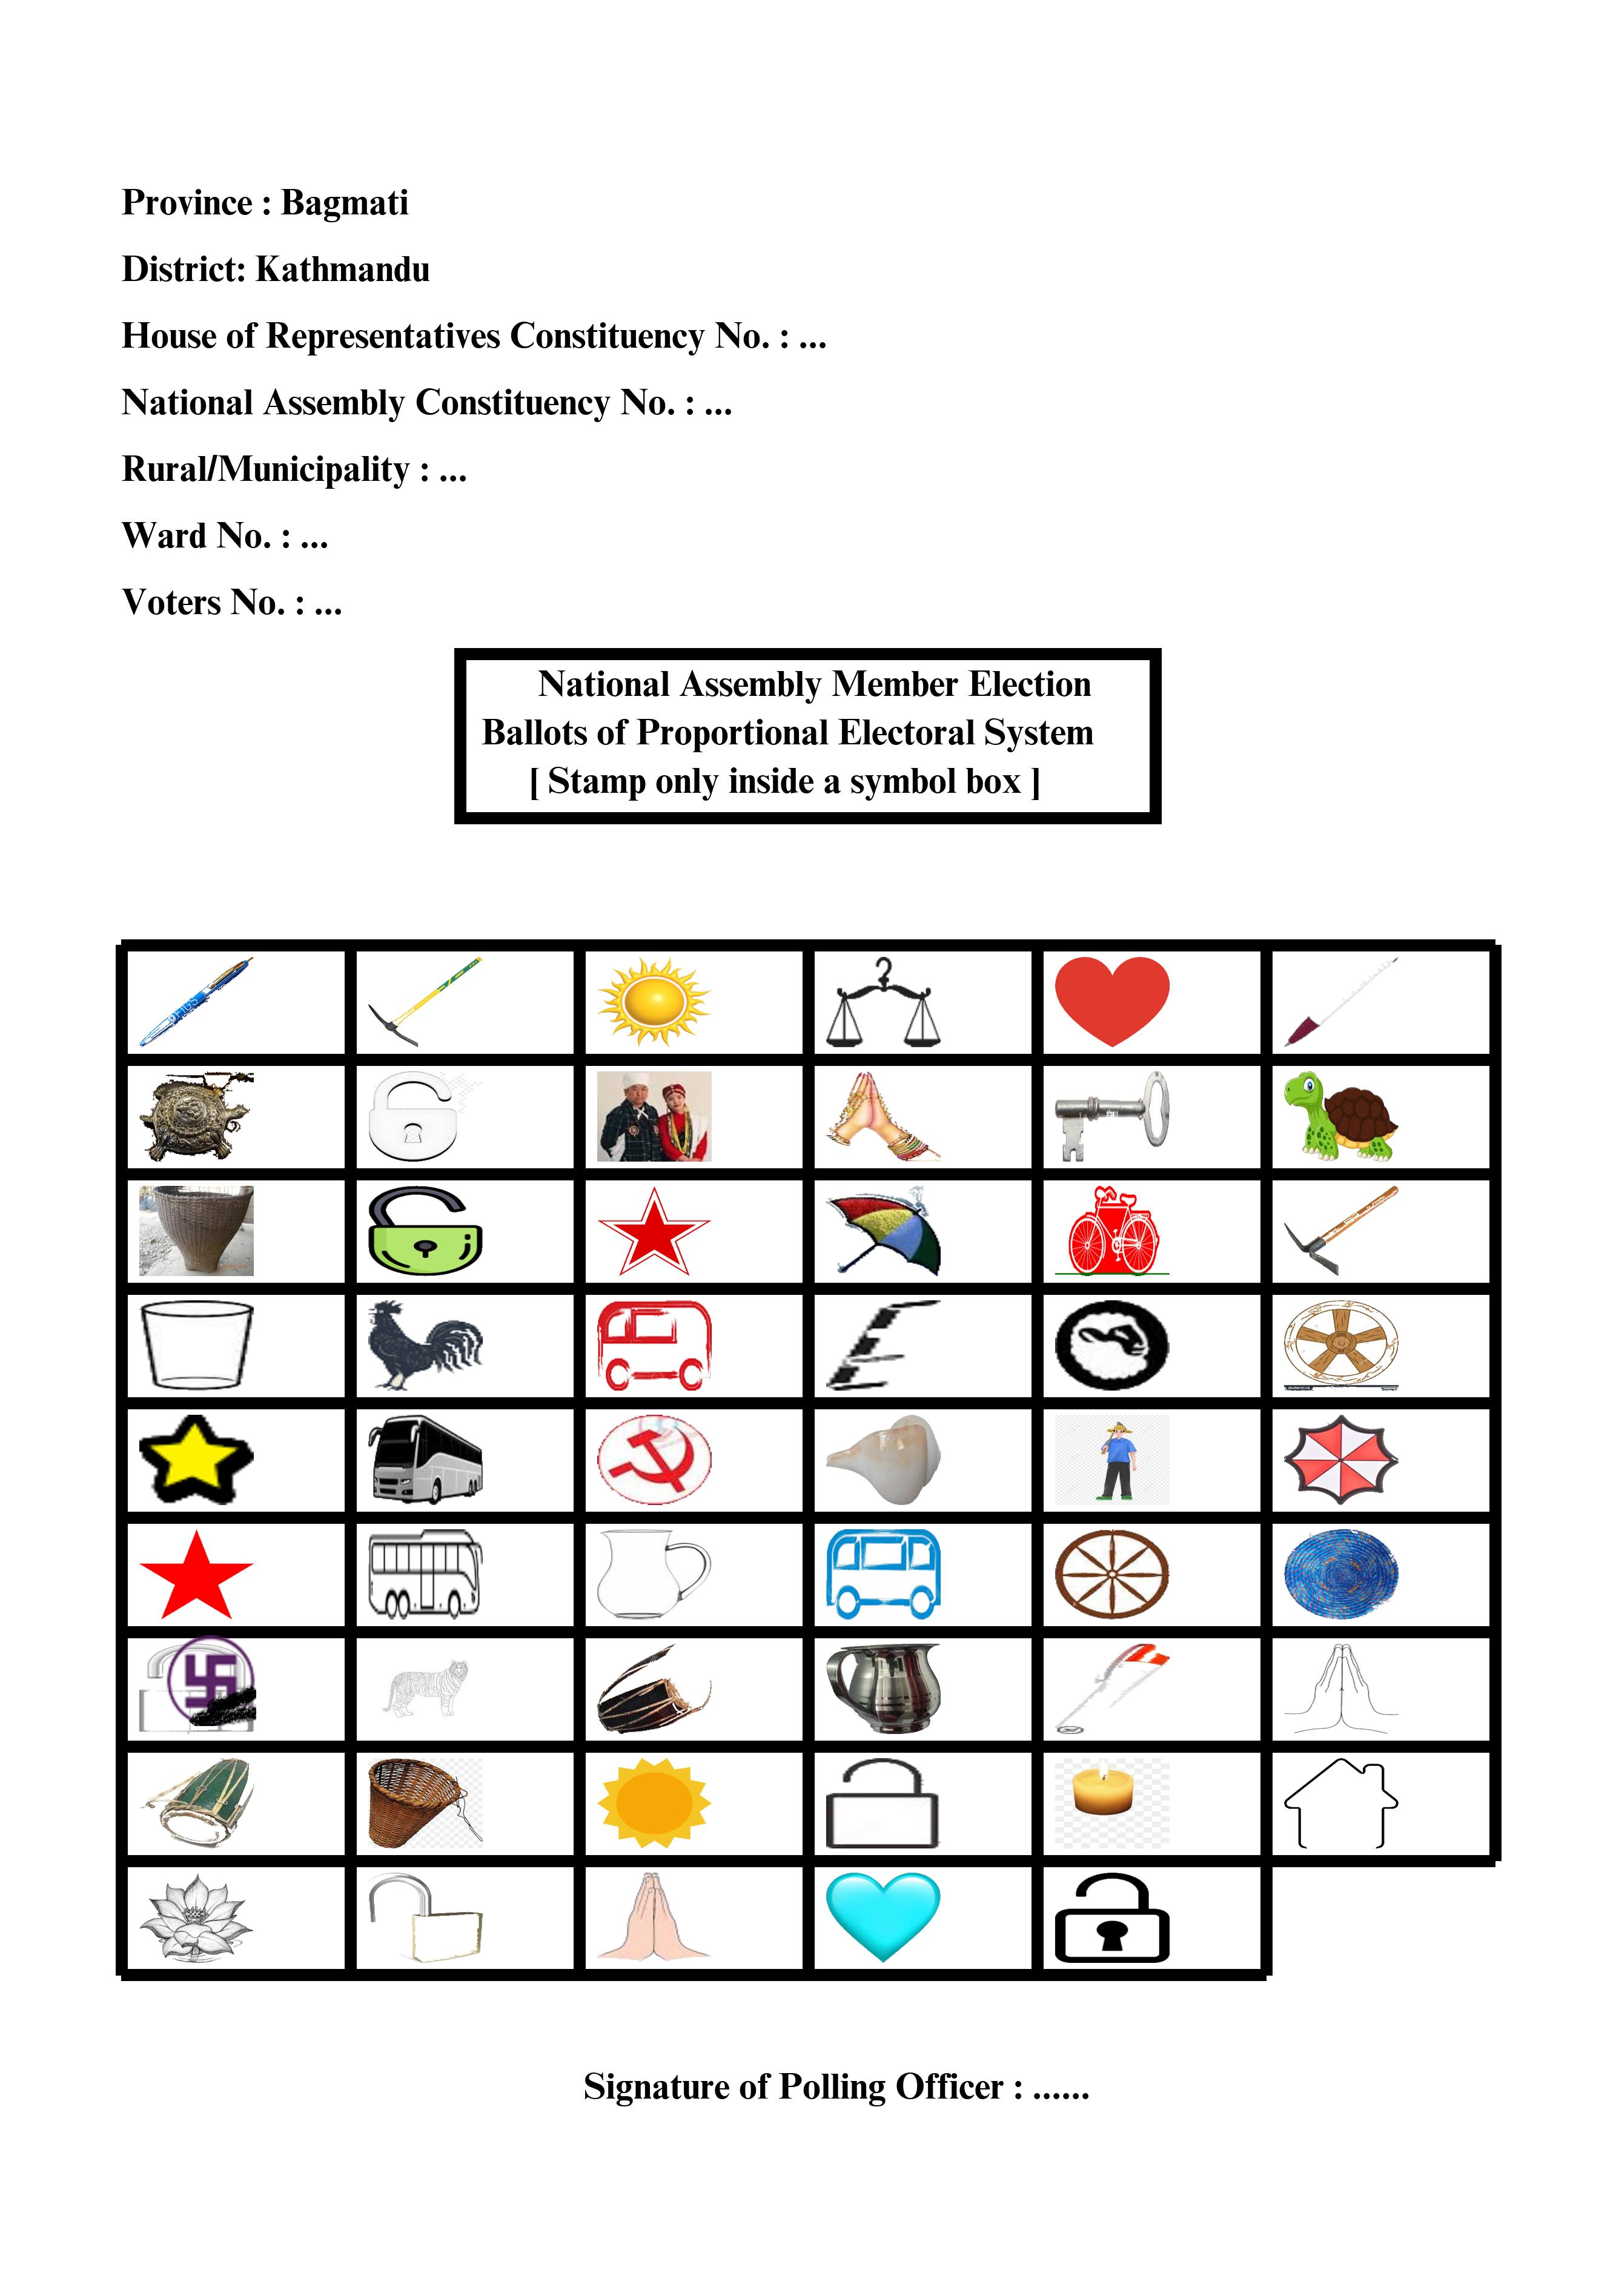 Province : Bagmati
District: Kathmandu
House of Representatives Constituency No. : ...
National Assembly Constituency No. : ...
Rural/Municipality : ...
Ward No. : ...
Voters No. : ...
National Assembly Member Election
Ballots of Proportional Electoral System
[ Stamp only inside a symbol box ]
Signature of Polling Officer : ......